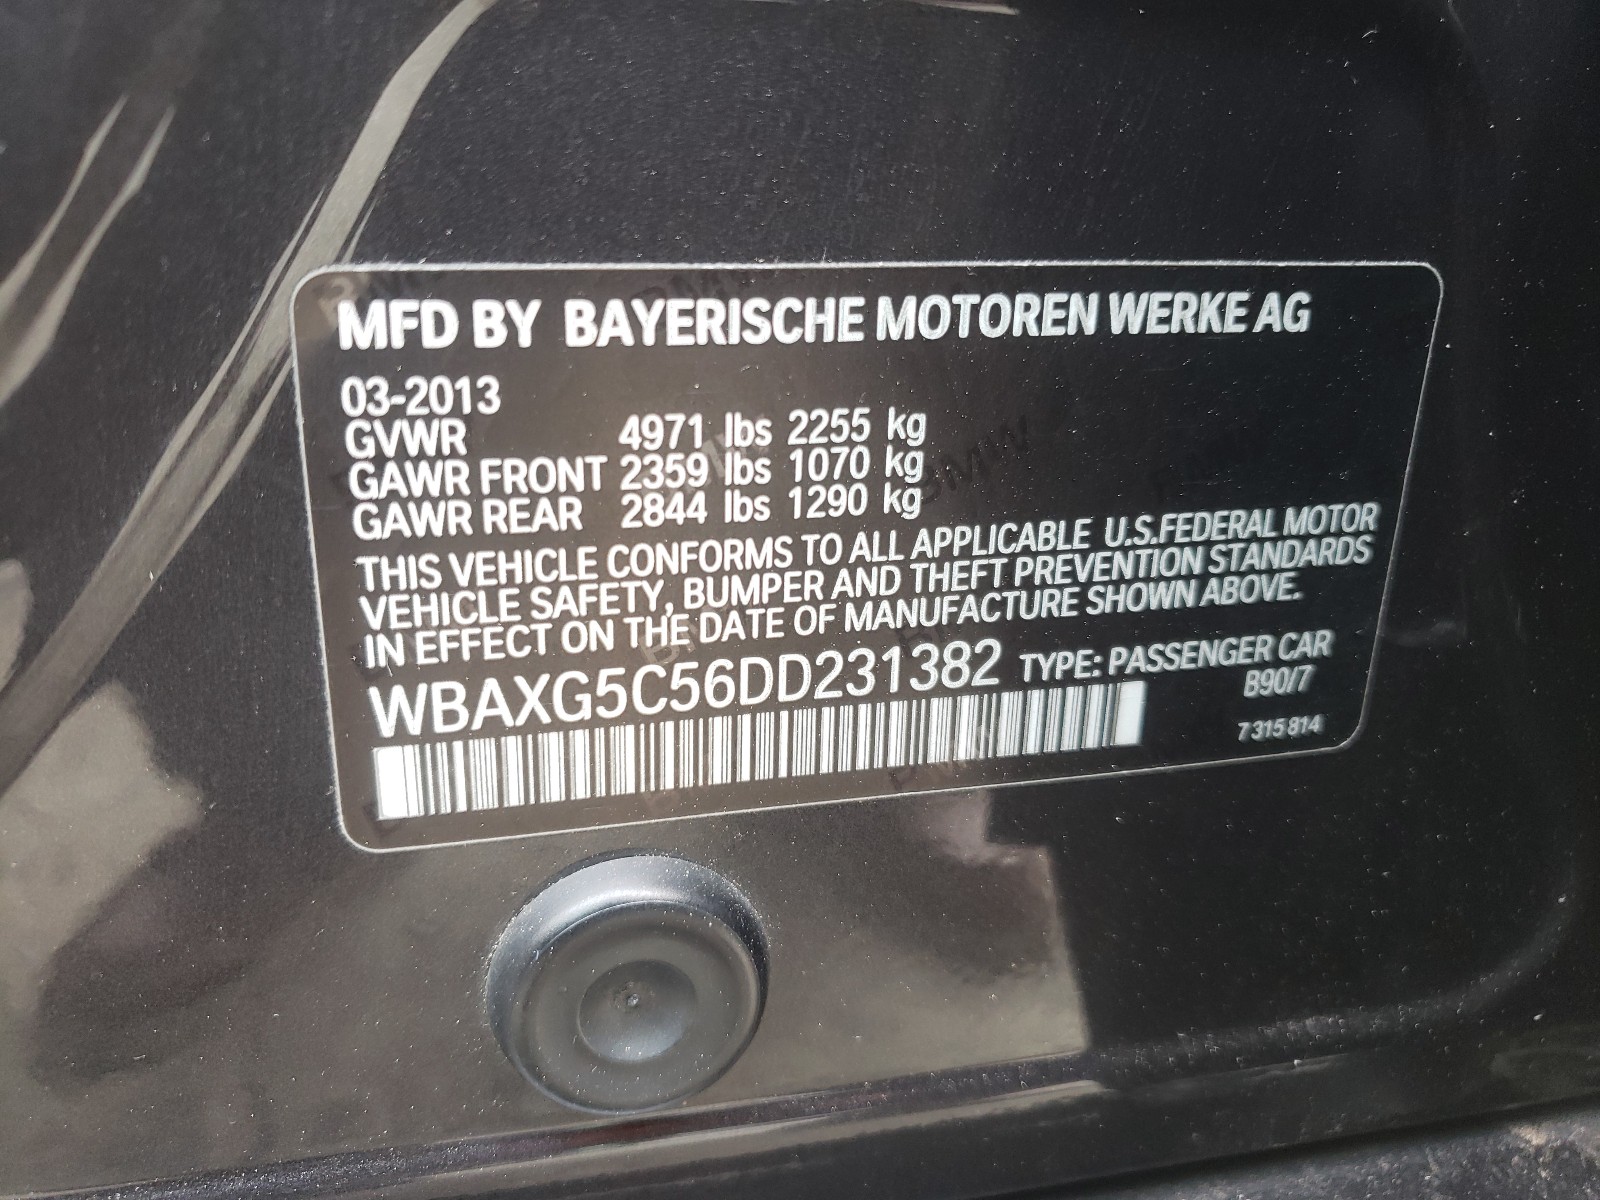 MFD BY BAYERISCHE MOTOREN WERKE AG
03-2013
GVWR 4971 lbs 2255 kg
GAWR FRONT 2359 lbs 1070 kg
GAWR REAR 2844 lbs 1290 kg
THIS VEHICLE CONFORMS TO ALL APPLICABLE U.S.FEDERAL MOTOR
VEHICLE SAFETY, BUMPER AND THEFT PREVENTION STANDARDS
IN EFFECT ON THE DATE OF MANUFACTURE SHOWN ABOVE.
WBAXG5C56DD231382 TYPE: PASSENGER CAR
B90/7
7 315 814